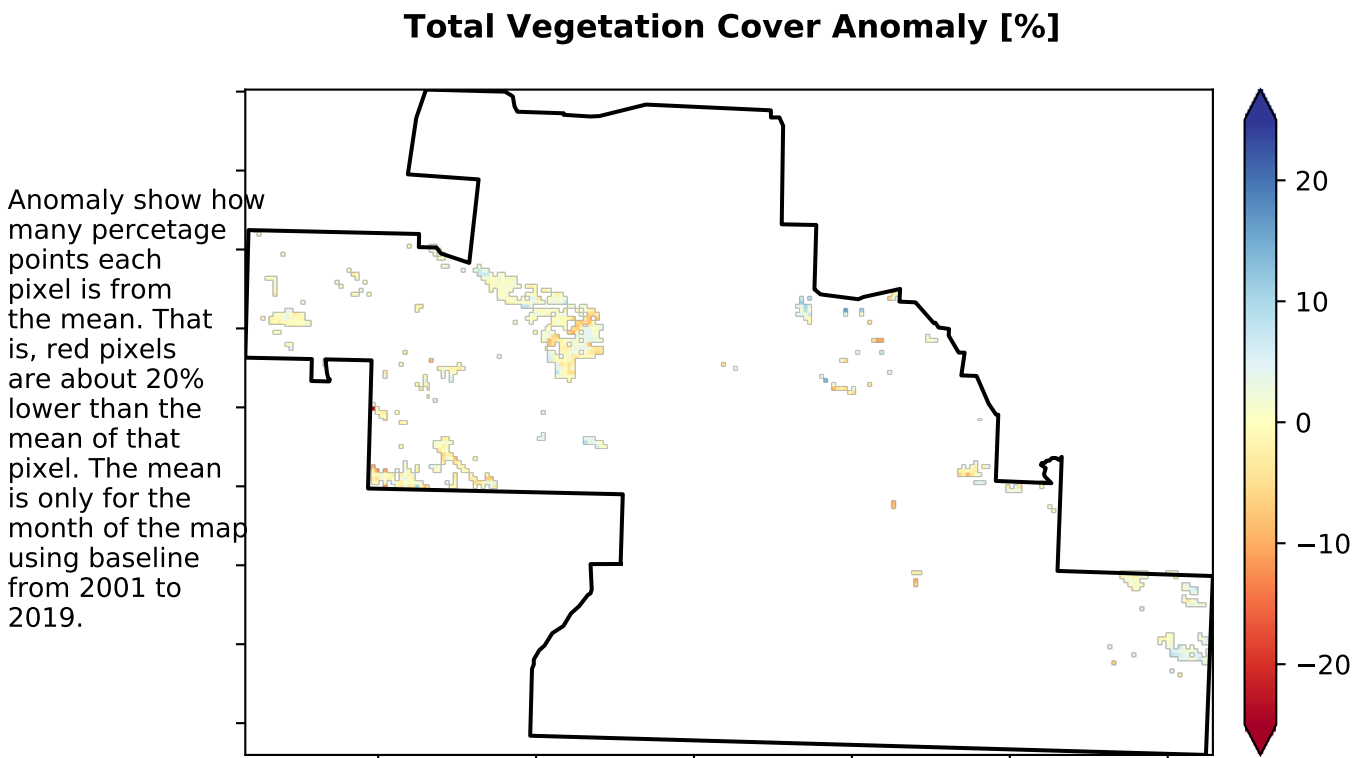 Total Vegetation Cover Anomaly [%]
Anomaly show how
many percetage
points each
pixel is from
the mean. That
is, red pixels
are about 20%
lower than the
mean of that
pixel. The mean
is only for the
month of the map
using baseline
from 2001 to
2019.
20
10
0
−10
−20